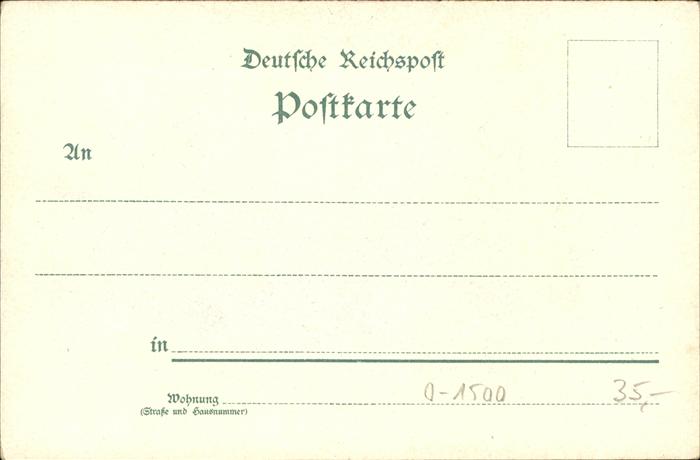 Deutsche Reichspost
Postkarte
An
in
Wohnung
(Straße und Hausnummer)
0-1500
35,-